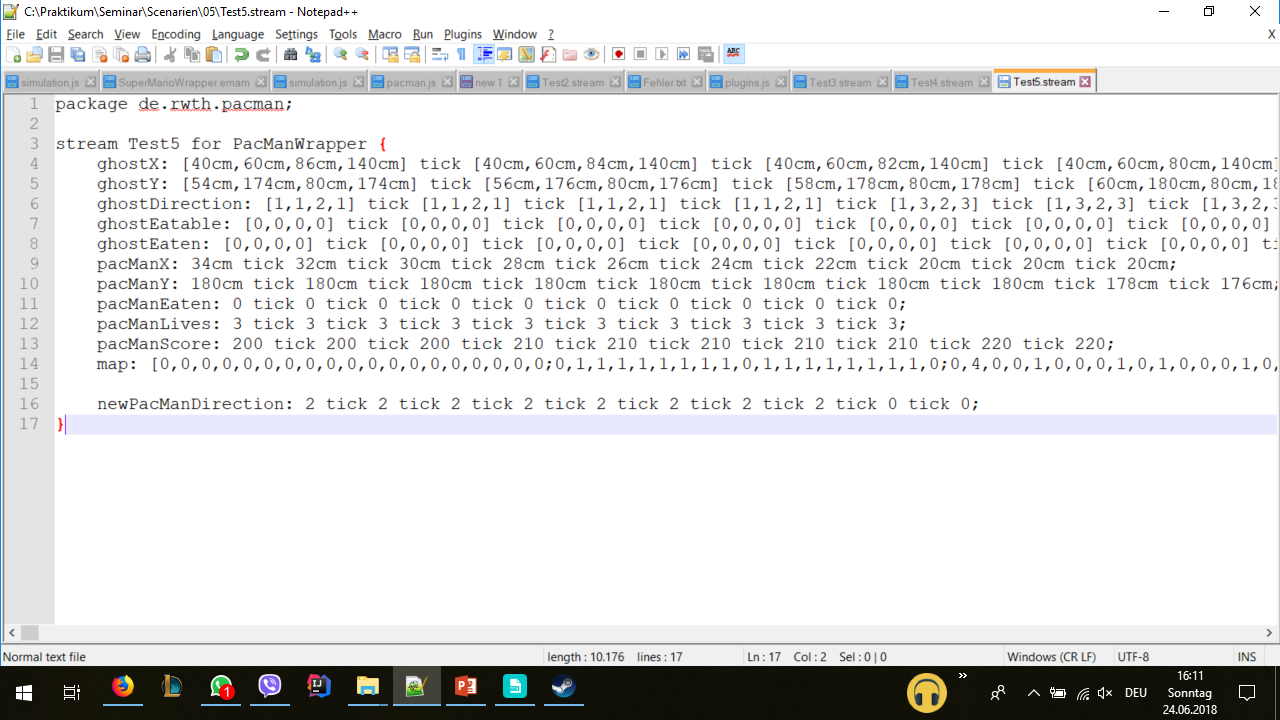 C:\Praktikum\Seminar\Scenarien\05\Test5.stream - Notepad++
File Edit Search View Encoding Language Settings Tools Macro Run Plugins Window ? X
simulation.js SuperMarioWrapper.emam simulation.js pacman.js new 1 Test2.stream Fehler.txt plugins.js Test3.stream Test4.stream Test5.stream
1 package de.rwth.pacman;
2
3 stream Test5 for PacManWrapper {
4 ghostX: [40cm,60cm,86cm,140cm] tick [40cm,60cm,84cm,140cm] tick [40cm,60cm,82cm,140cm] tick [40cm,60cm,80cm,140cm]
5 ghostY: [54cm,174cm,80cm,174cm] tick [56cm,176cm,80cm,176cm] tick [58cm,178cm,80cm,178cm] tick [60cm,180cm,80cm,18
6 ghostDirection: [1,1,2,1] tick [1,1,2,1] tick [1,1,2,1] tick [1,1,2,1] tick [1,3,2,3] tick [1,3,2,3] tick [1,3,2,3
7 ghostEatable: [0,0,0,0] tick [0,0,0,0] tick [0,0,0,0] tick [0,0,0,0] tick [0,0,0,0] tick [0,0,0,0] tick [0,0,0,0]
8 ghostEaten: [0,0,0,0] tick [0,0,0,0] tick [0,0,0,0] tick [0,0,0,0] tick [0,0,0,0] tick [0,0,0,0] tick [0,0,0,0] ti
9 pacManX: 34cm tick 32cm tick 30cm tick 28cm tick 26cm tick 24cm tick 22cm tick 20cm tick 20cm tick 20cm;
10 pacManY: 180cm tick 180cm tick 180cm tick 180cm tick 180cm tick 180cm tick 180cm tick 180cm tick 178cm tick 176cm;
11 pacManEaten: 0 tick 0 tick 0 tick 0 tick 0 tick 0 tick 0 tick 0 tick 0 tick 0;
12 pacManLives: 3 tick 3 tick 3 tick 3 tick 3 tick 3 tick 3 tick 3 tick 3 tick 3;
13 pacManScore: 200 tick 200 tick 200 tick 210 tick 210 tick 210 tick 210 tick 210 tick 220 tick 220;
14 map: [0,0,0,0,0,0,0,0,0,0,0,0,0,0,0,0,0,0,0;0,1,1,1,1,1,1,1,1,0,1,1,1,1,1,1,1,1,0;0,4,0,0,1,0,0,0,1,0,1,0,0,0,1,0,
15
16 newPacManDirection: 2 tick 2 tick 2 tick 2 tick 2 tick 2 tick 2 tick 2 tick 0 tick 0;
17 }
Normal text file length : 10.176 lines : 17 Ln : 17 Col : 2 Sel : 0 | 0 Windows (CR LF) UTF-8 INS
1
DEU
16:11
Sonntag
24.06.2018